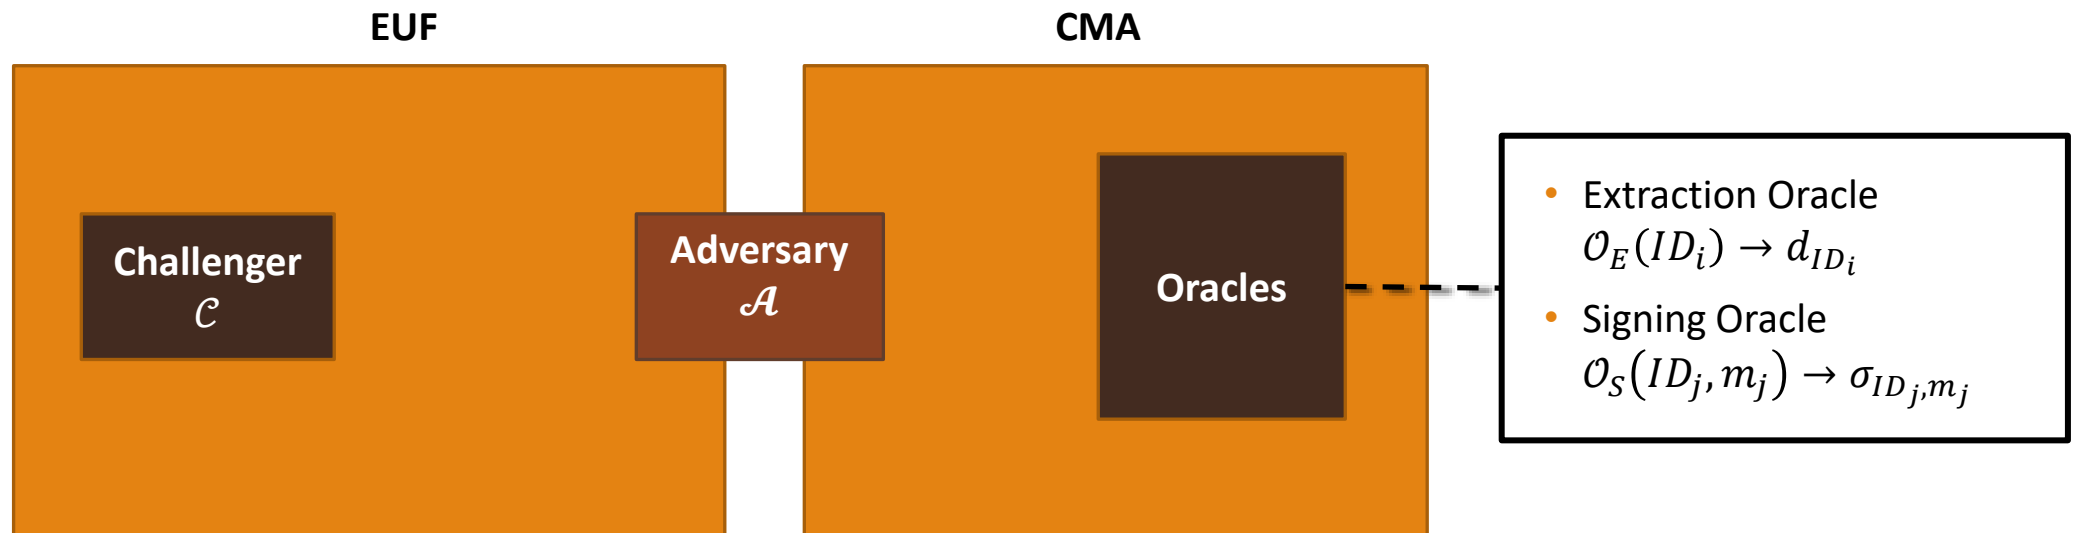 EUF
CMA
Challenger
𝒞
Adversary
𝒜
Oracles
• Extraction Oracle
𝒪_E(ID_i) → d_{ID_i}
• Signing Oracle
𝒪_S(ID_j, m_j) → σ_{ID_j,m_j}